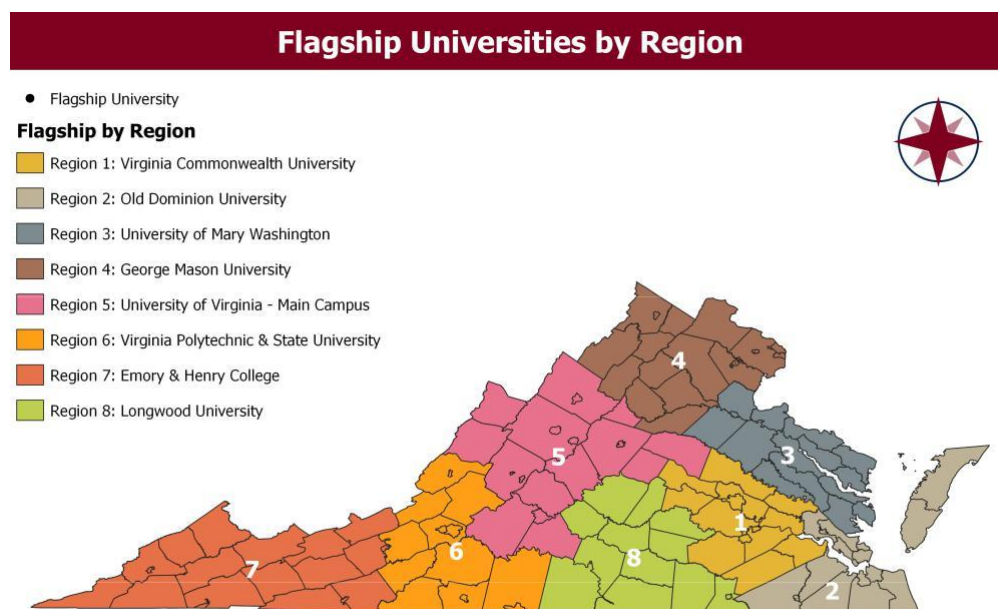 Flagship Universities by Region
Flagship University
Flagship by Region
Region 1: Virginia Commonwealth University
Region 2: Old Dominion University
Region 3: University of Mary Washington
Region 4: George Mason University
Region 5: University of Virginia - Main Campus
Region 6: Virginia Polytechnic & State University
Region 7: Emory & Henry College
Region 8: Longwood University
4
3
5
1
6
8
7
2